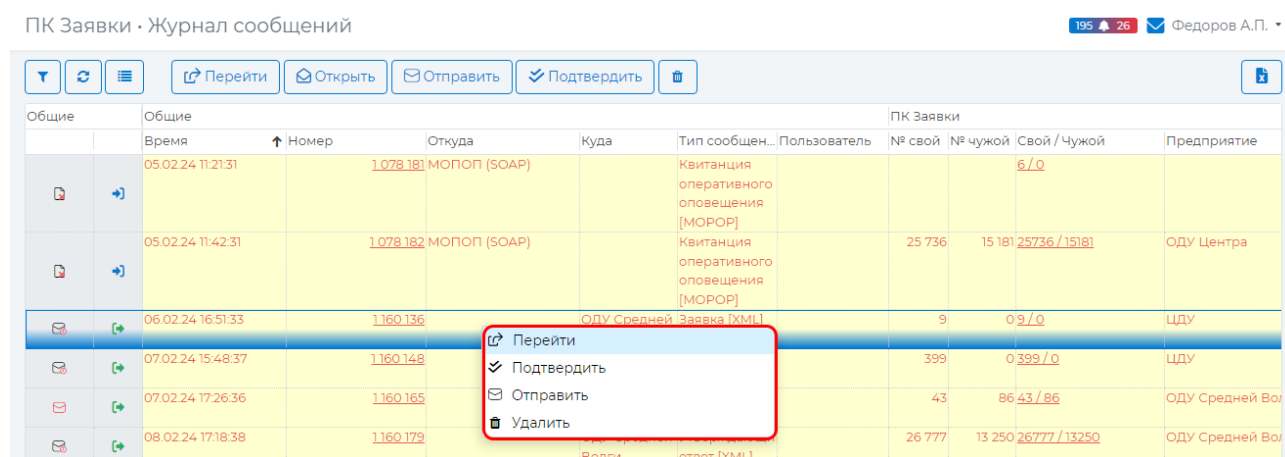 ПК Заявки • Журнал сообщений
195 26 Федоров А.П.
Перейти Открыть Отправить Подтвердить
Общие Общие ПК Заявки
Время Номер Откуда Куда Тип сообщен... Пользователь № свой № чужой Свой / Чужой Предприятие
05.02.24 11:21:31 1 078 181 МОПОП (SOAP) Квитанция 6 / 0
оперативного
оповещения
[MOPOP]
05.02.24 11:42:31 1 078 182 МОПОП (SOAP) Квитанция 25 736 15 181 25736 / 15181 ОДУ Центра
оперативного
оповещения
[MOPOP]
06.02.24 16:51:33 1 160 136 ОДУ Средней Заявка [XML] 9 0 9 / 0 ЦДУ
Перейти
07.02.24 15:48:37 1 160 148 399 0 399 / 0 ЦДУ
Подтвердить
Отправить
07.02.24 17:26:36 1 160 165 43 86 43 / 86 ОДУ Средней Вол
Удалить
08.02.24 17:18:38 1 160 179 26 777 13 250 26777 / 13250 ОДУ Средней Вол
ответ [XML]